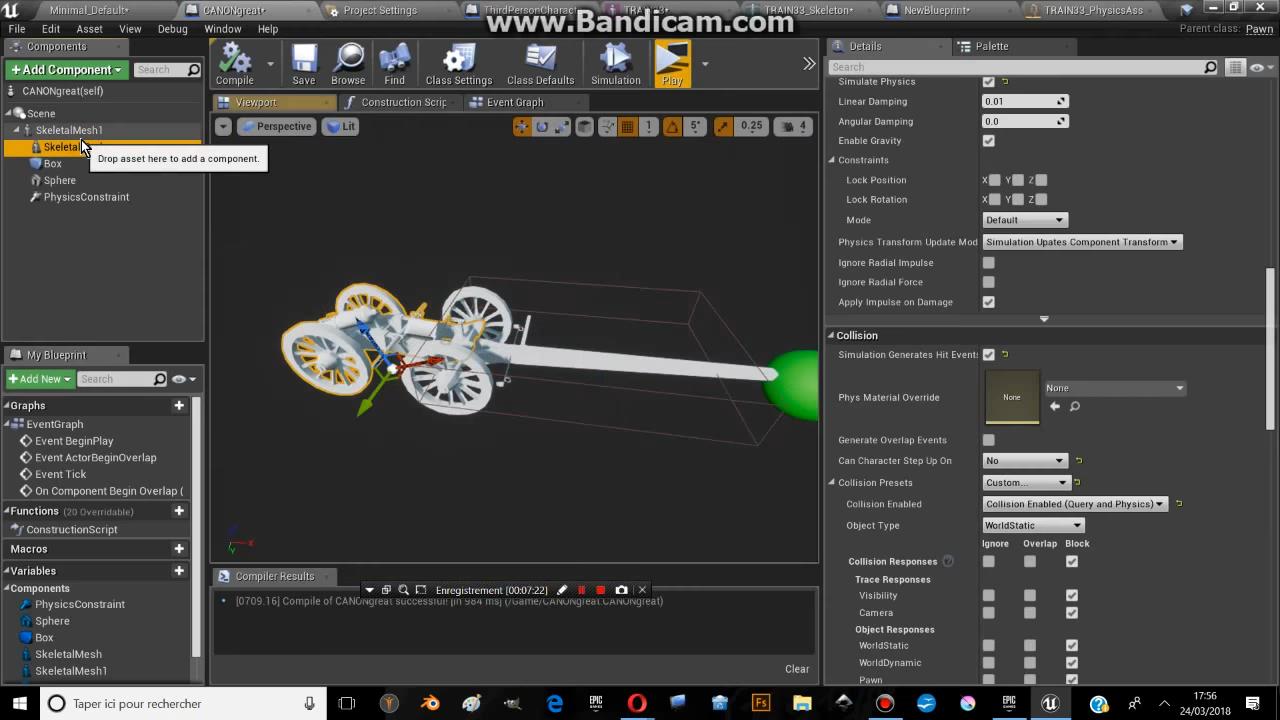 Minimal_Default*
CANONgreat*
Project Settings
ThirdPersonCharac
TRAIN33*
TRAIN33_Skeleton*
NewBlueprint*
TRAIN33_PhysicsAss
www.Bandicam.com
File
Edit
Asset
View
Debug
Window
Help
Parent class: Pawn
Components
Add Component
Search
CANONgreat(self)
Scene
SkeletalMesh1
Skeletal
Box
Sphere
PhysicsConstraint
Drop asset here to add a component.
Compile
Save
Browse
Find
Class Settings
Class Defaults
Simulation
Play
Viewport
Construction Scrip
Event Graph
Perspective
Lit
1
5°
0.25
4
X
Y
Details
Palette
Search
Simulate Physics
Linear Damping
0.01
Angular Damping
0.0
Enable Gravity
Constraints
Lock Position
X Y Z
Lock Rotation
X Y Z
Mode
Default
Physics Transform Update Mod
Simulation Upates Component Transform
Ignore Radial Impulse
Ignore Radial Force
Apply Impulse on Damage
Collision
Simulation Generates Hit Events
Phys Material Override
None
None
Generate Overlap Events
Can Character Step Up On
No
Collision Presets
Custom...
Collision Enabled
Collision Enabled (Query and Physics)
Object Type
WorldStatic
Ignore
Overlap
Block
Collision Responses
Trace Responses
Visibility
Camera
Object Responses
WorldStatic
WorldDynamic
Pawn
My Blueprint
Add New
Search
Graphs
EventGraph
Event BeginPlay
Event ActorBeginOverlap
Event Tick
On Component Begin Overlap (
Functions (20 Overridable)
ConstructionScript
Macros
Variables
Components
PhysicsConstraint
Sphere
Box
SkeletalMesh
SkeletalMesh1
Compiler Results
Enregistrement [00:07:22]
[0709.16] Compile of CANONgreat successful! [in 984 ms] (/Game/CANONgreat.CANONgreat)
Clear
Taper ici pour rechercher
EPIC GAMES
Fs
EPIC GAMES
17:56
24/03/2018